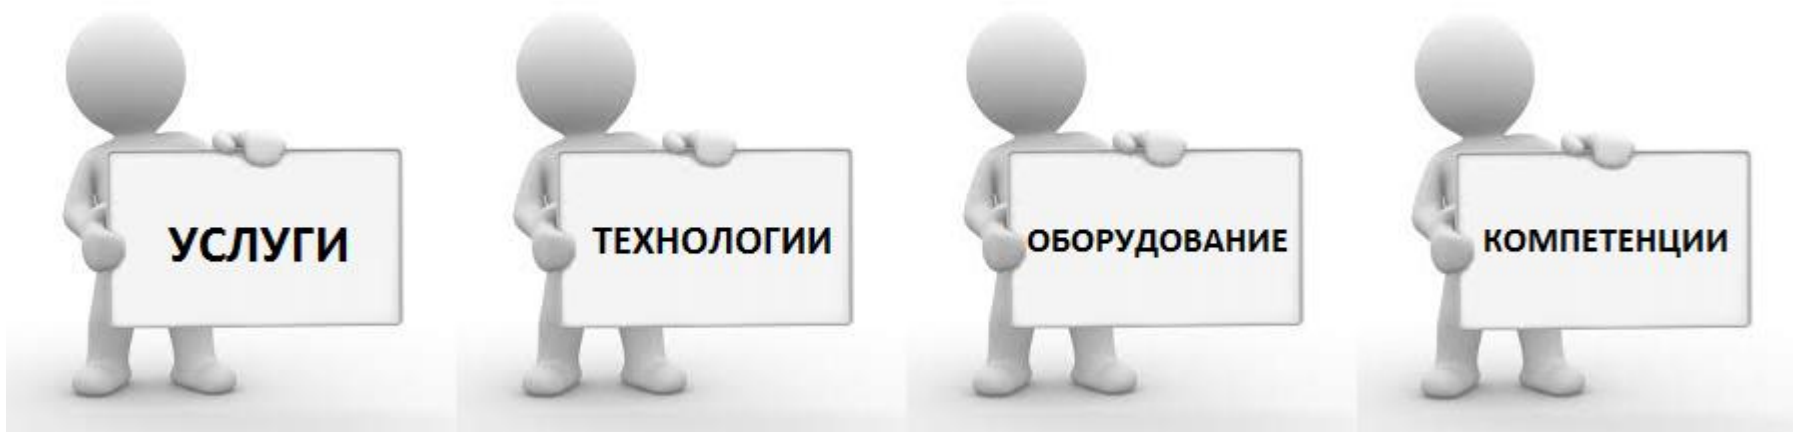 УСЛУГИ
ТЕХНОЛОГИИ
ОБОРУДОВАНИЕ
КОМПЕТЕНЦИИ